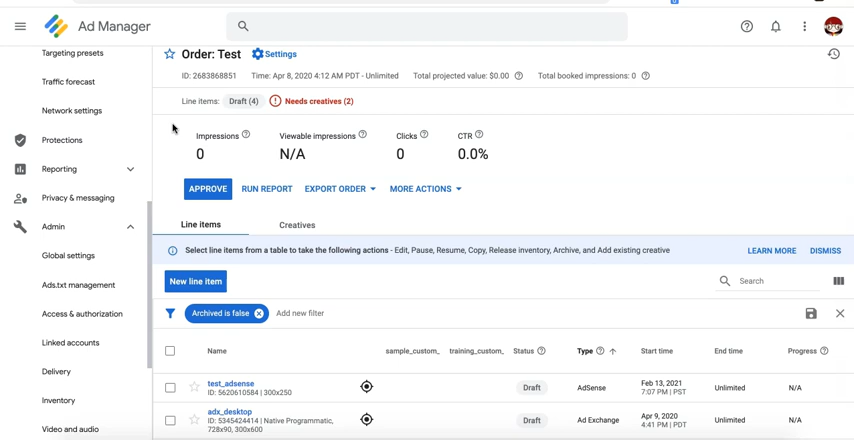 Ad Manager
Targeting presets
Traffic forecast
Network settings
Protections
Reporting
Privacy & messaging
Admin
Global settings
Ads.txt management
Access & authorization
Linked accounts
Delivery
Inventory
Video and audio
Order: Test Settings
ID: 2683868851 Time: Apr 8, 2020 4:12 AM PDT - Unlimited Total projected value: $0.00 Total booked impressions: 0
Line items: Draft (4) Needs creatives (2)
Impressions Viewable impressions Clicks CTR
0 N/A 0 0.0%
APPROVE RUN REPORT EXPORT ORDER MORE ACTIONS
Line items Creatives
Select line items from a table to take the following actions - Edit, Pause, Resume, Copy, Release inventory, Archive, and Add existing creative LEARN MORE DISMISS
New line item Search
Archived is false Add new filter
Name sample_custom_ training_custom_ Status Type Start time End time Progress
test_adsense
ID: 5620610584 | 300x250
Draft AdSense
Feb 13, 2021
7:07 PM | PST
Unlimited N/A
adx_desktop
ID: 5345424414 | Native Programmatic,
728x90, 300x600
Draft Ad Exchange
Apr 9, 2020
4:41 PM | PDT
Unlimited N/A